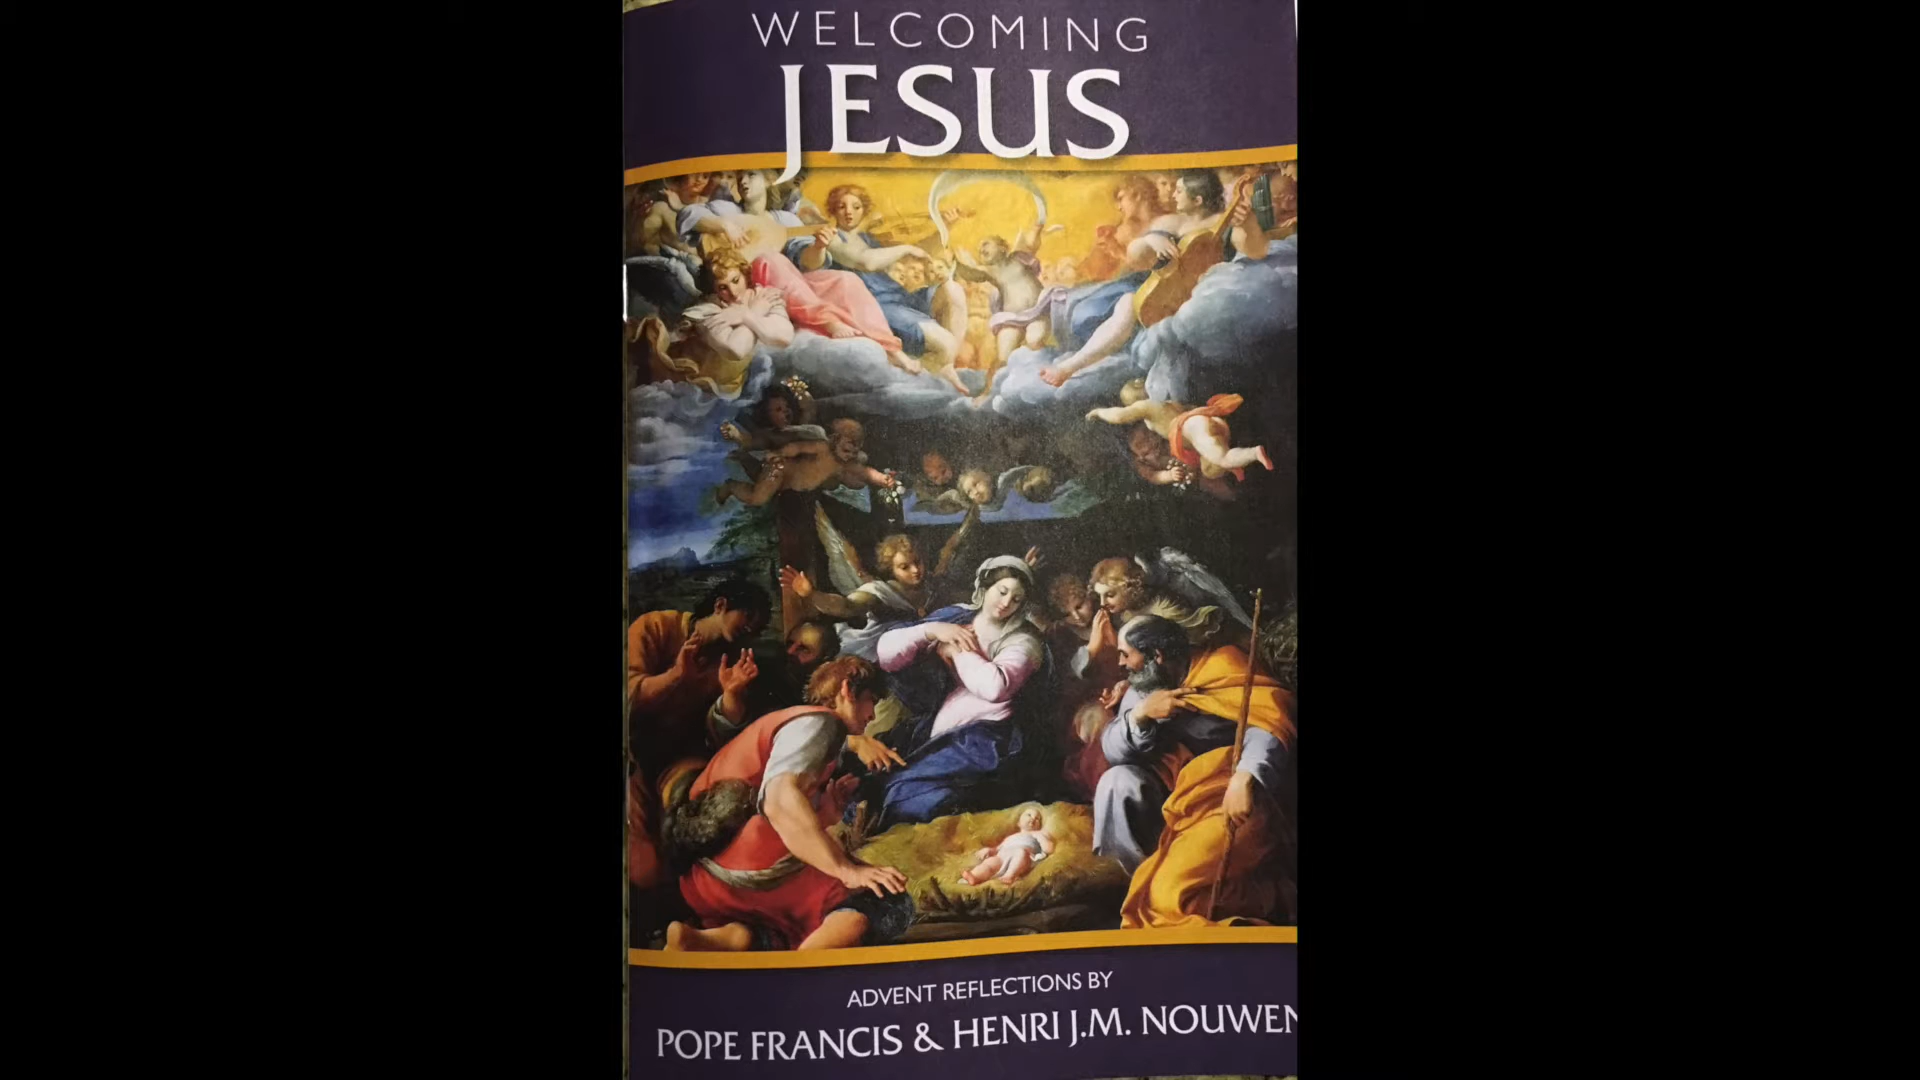 WELCOMING
JESUS
ADVENT REFLECTIONS BY
POPE FRANCIS & HENRI J.M. NOUWEN